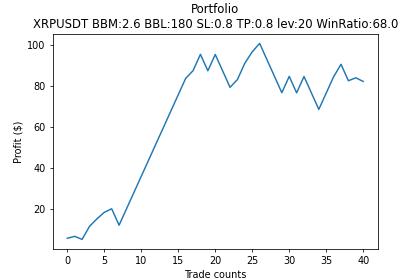 Portfolio
XRPUSDT BBM:2.6 BBL:180 SL:0.8 TP:0.8 lev:20 WinRatio:68.0
100
80
60
40
20
Profit ($)
0 5 10 15 20 25 30 35 40
Trade counts